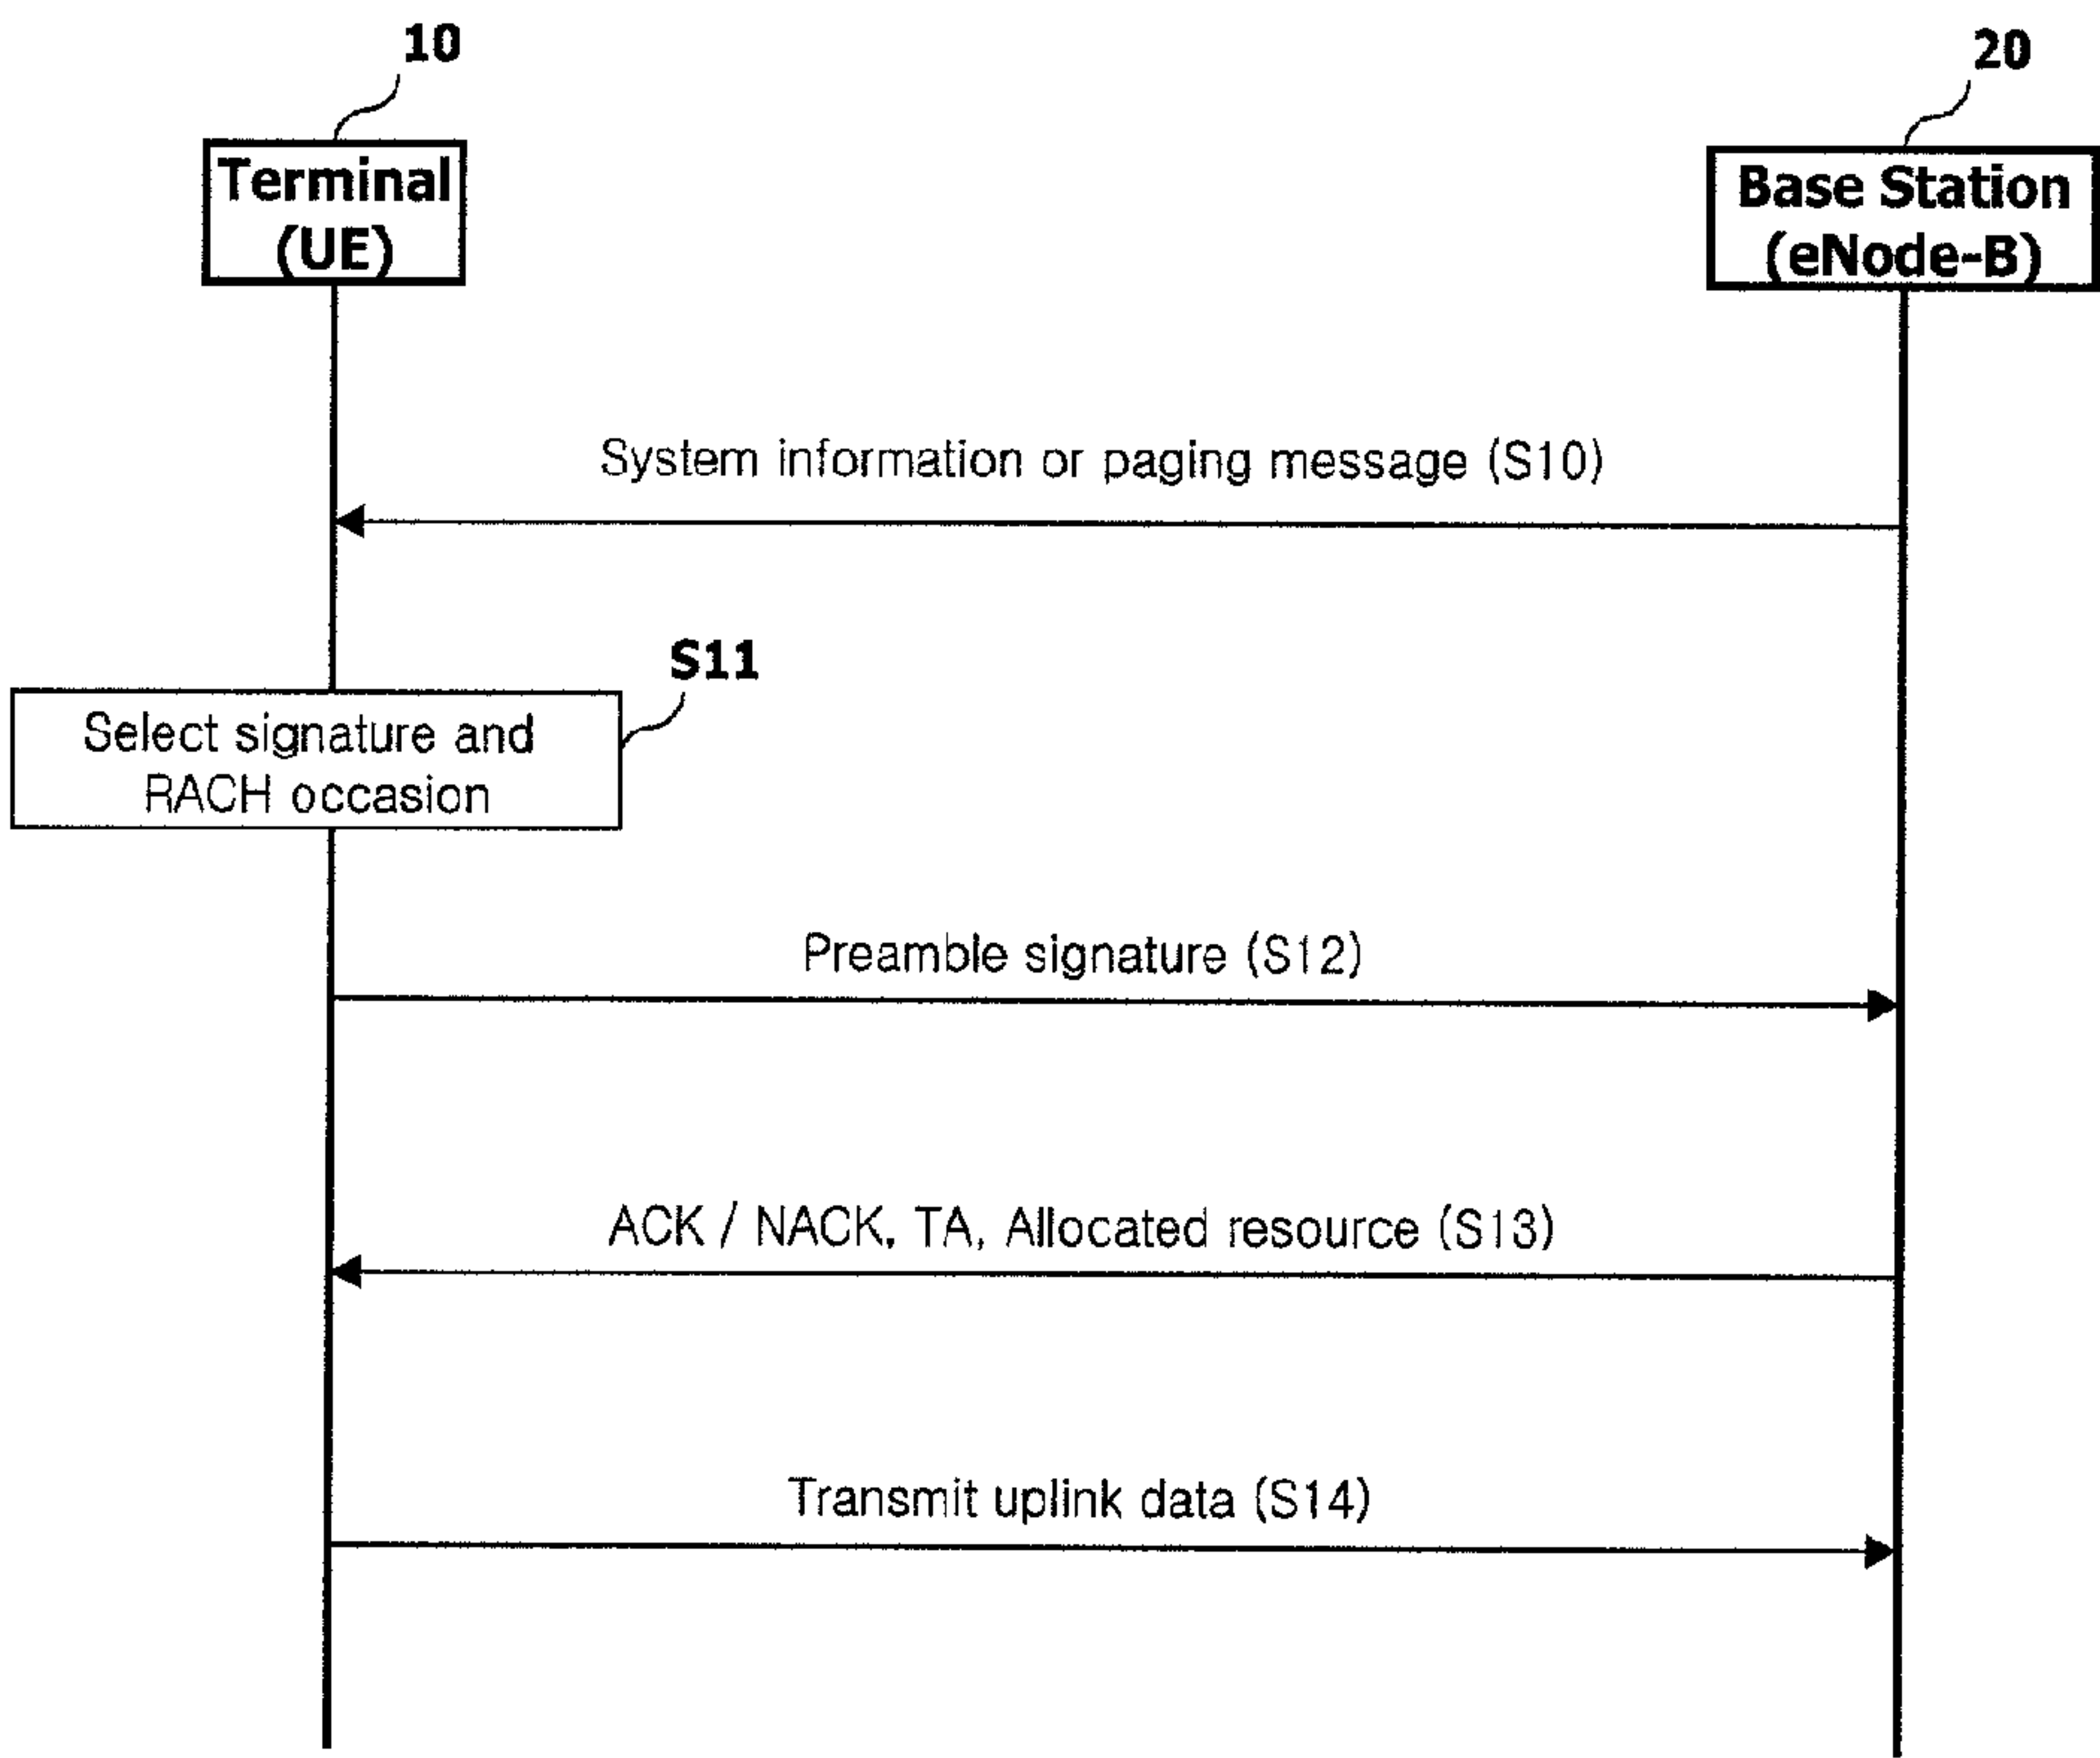 10
20
Terminal
(UE)
Base Station
(eNode-B)
System information or paging message (S10)
S11
Select signature and
RACH occasion
Preamble signature (S12)
ACK / NACK, TA, Allocated resource (S13)
Transmit uplink data (S14)